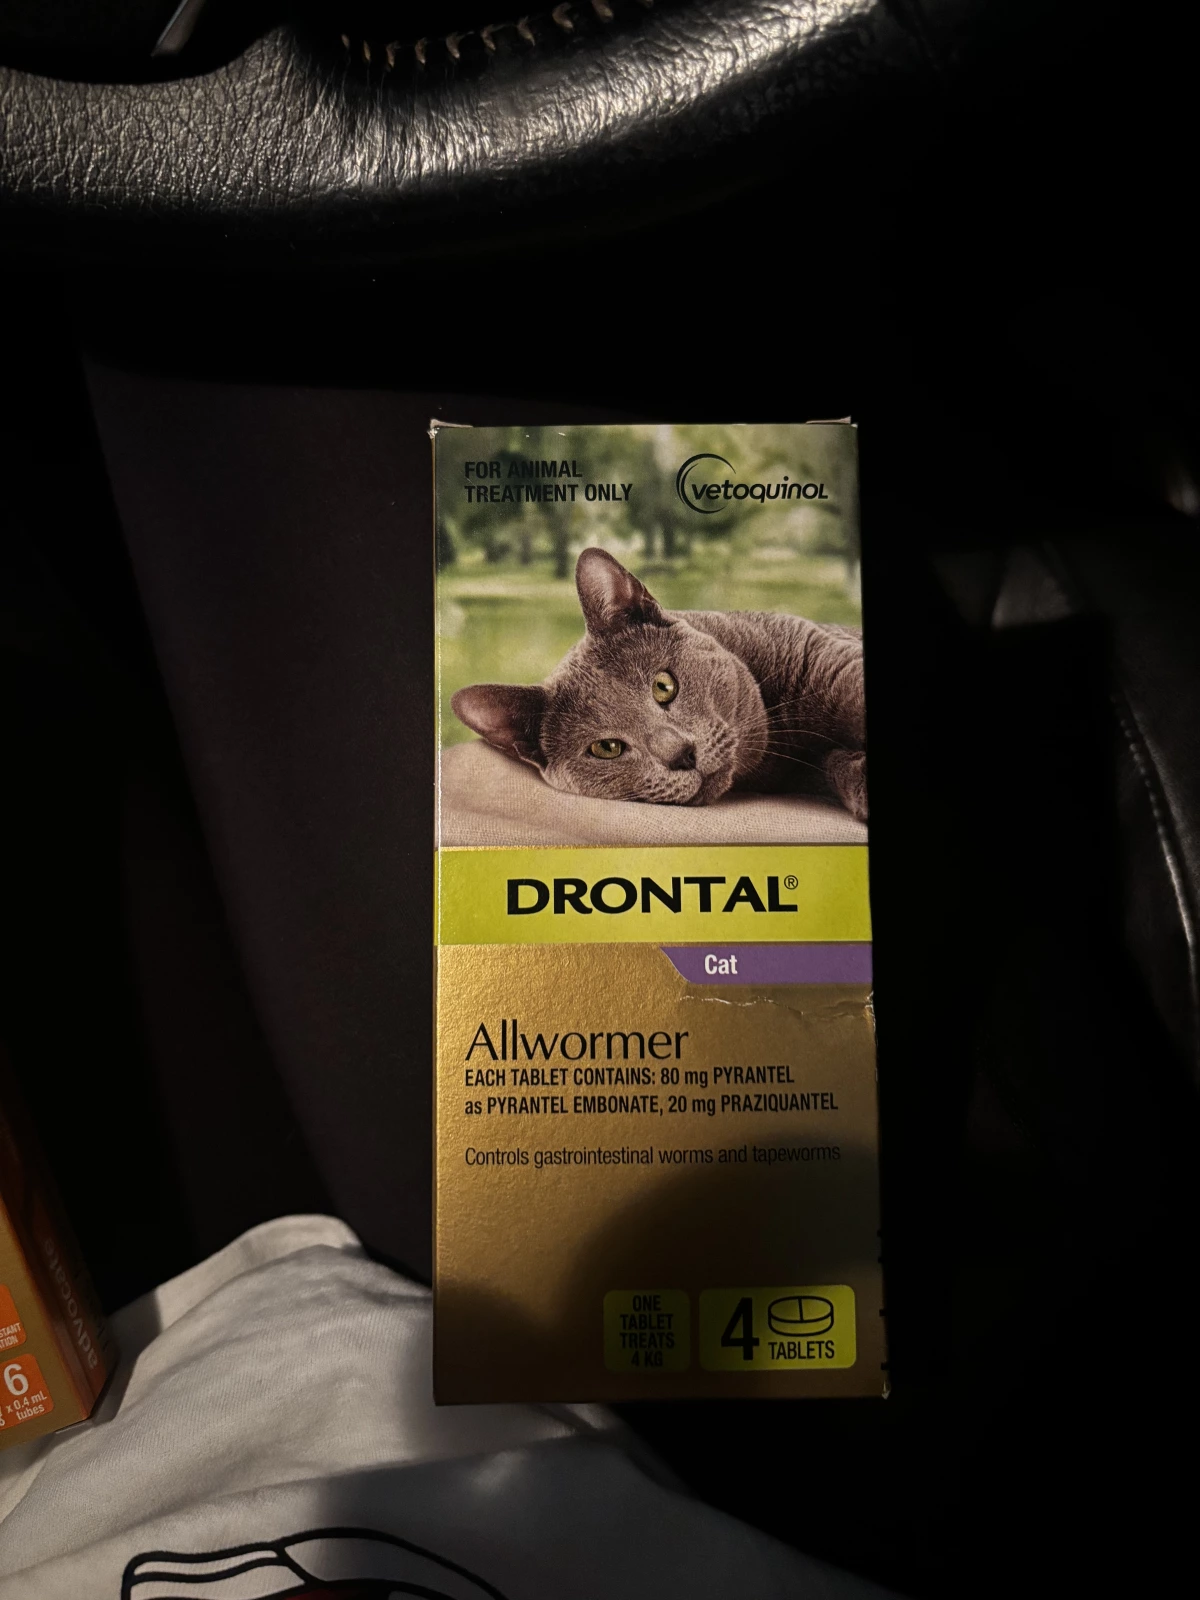 FOR ANIMAL
TREATMENT ONLY
vetoquinol
DRONTAL®
Cat
Allwormer
EACH TABLET CONTAINS: 80 mg PYRANTEL
as PYRANTEL EMBONATE, 20 mg PRAZIQUANTEL
Controls gastrointestinal worms and tapeworms
ONE
TABLET
TREATS
4 KG
4
TABLETS
advocate
6
x 0.4 mL
tubes